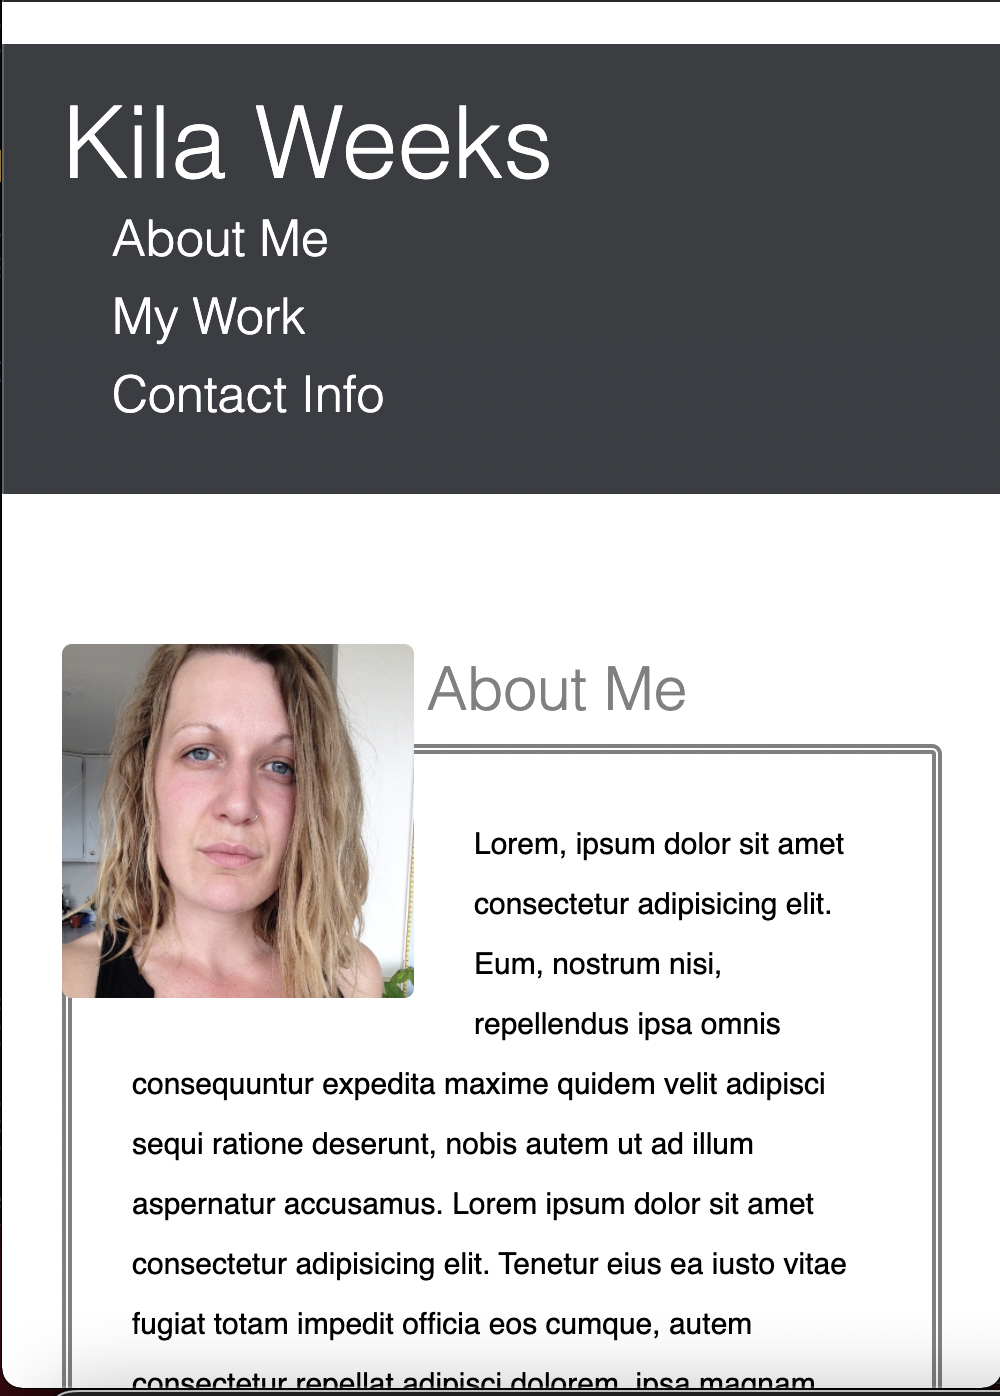 Kila Weeks
About Me
My Work
Contact Info
About Me
Lorem, ipsum dolor sit amet
consectetur adipisicing elit.
Eum, nostrum nisi,
repellendus ipsa omnis
consequuntur expedita maxime quidem velit adipisci
sequi ratione deserunt, nobis autem ut ad illum
aspernatur accusamus. Lorem ipsum dolor sit amet
consectetur adipisicing elit. Tenetur eius ea iusto vitae
fugiat totam impedit officia eos cumque, autem
consectetur repellat adipisci dolorem, ipsa magnam